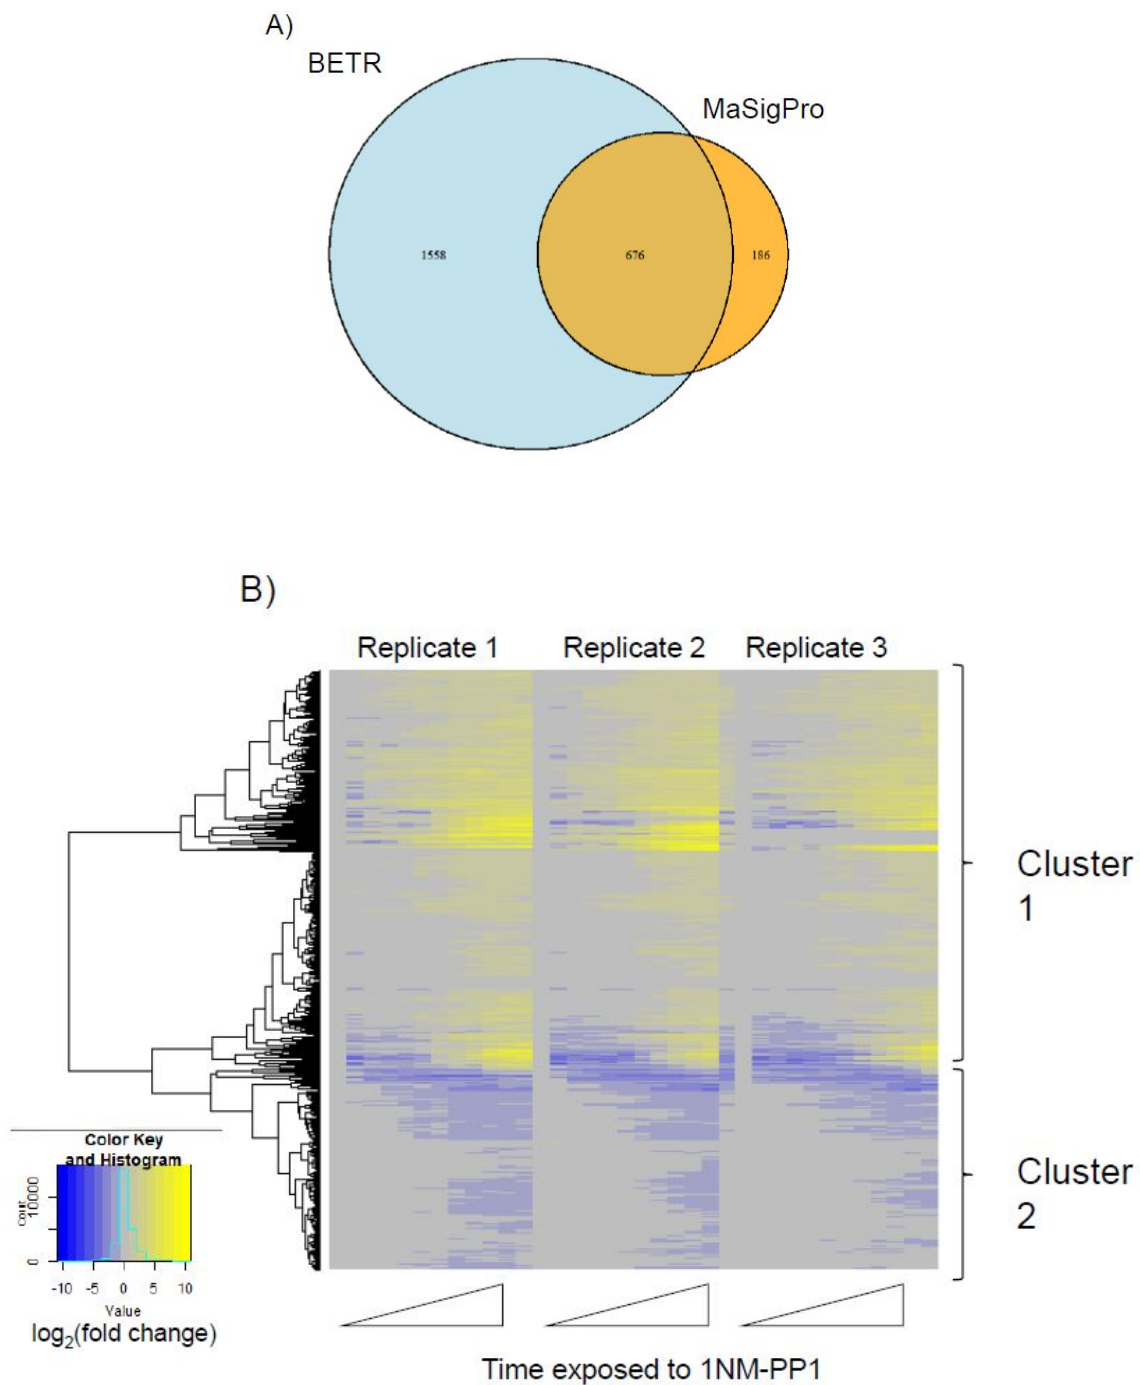 A)
BETR
MaSigPro
1558
676
186
B)
Replicate 1
Replicate 2
Replicate 3
Cluster
1
Cluster
2
Color Key
and Histogram
Count
0
10000
-10
-5
0
5
10
Value
log₂(fold change)
Time exposed to 1NM-PP1